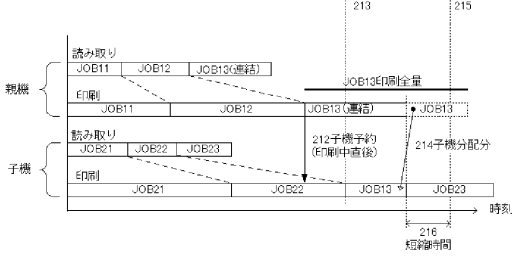 213
215
読み取り
JOB11
JOB12
JOB13(連結)
JOB13印刷全量
親機
印刷
JOB11
JOB12
JOB13(連結)
JOB13
読み取り
JOB21
JOB22
JOB23
212子機予約
(印刷中直後)
214子機分配分
子機
印刷
JOB21
JOB22
JOB13
JOB23
時刻
216
短縮時間